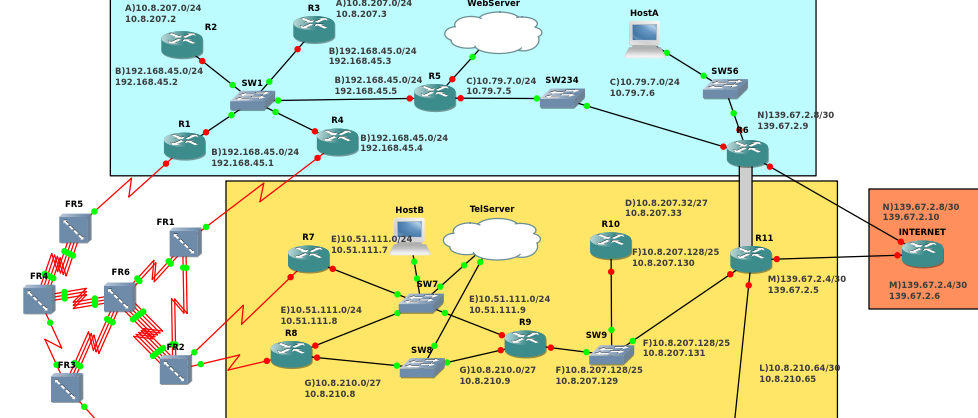 A)10.8.207.0/24
10.8.207.2
R2
R3
A)10.8.207.0/24
10.8.207.3
WebServer
HostA
B)192.168.45.0/24
192.168.45.3
B)192.168.45.0/24
192.168.45.2
SW1
B)192.168.45.0/24
192.168.45.5
R5
C)10.79.7.0/24
10.79.7.5
SW234
C)10.79.7.0/24
10.79.7.6
SW56
N)139.67.2.8/30
139.67.2.9
R1
R4
R6
B)192.168.45.0/24
192.168.45.1
B)192.168.45.0/24
192.168.45.4
FR5
FR1
FR4
FR6
FR3
FR2
HostB
TelServer
D)10.8.207.32/27
10.8.207.33
R7
E)10.51.111.0/24
10.51.111.7
R10
F)10.8.207.128/25
10.8.207.130
R11
N)139.67.2.8/30
139.67.2.10
INTERNET
M)139.67.2.4/30
139.67.2.5
M)139.67.2.4/30
139.67.2.6
SW7
E)10.51.111.0/24
10.51.111.8
E)10.51.111.0/24
10.51.111.9
R8
R9
SW9
SW8
F)10.8.207.128/25
10.8.207.131
G)10.8.210.0/27
10.8.210.8
G)10.8.210.0/27
10.8.210.9
F)10.8.207.128/25
10.8.207.129
L)10.8.210.64/30
10.8.210.65